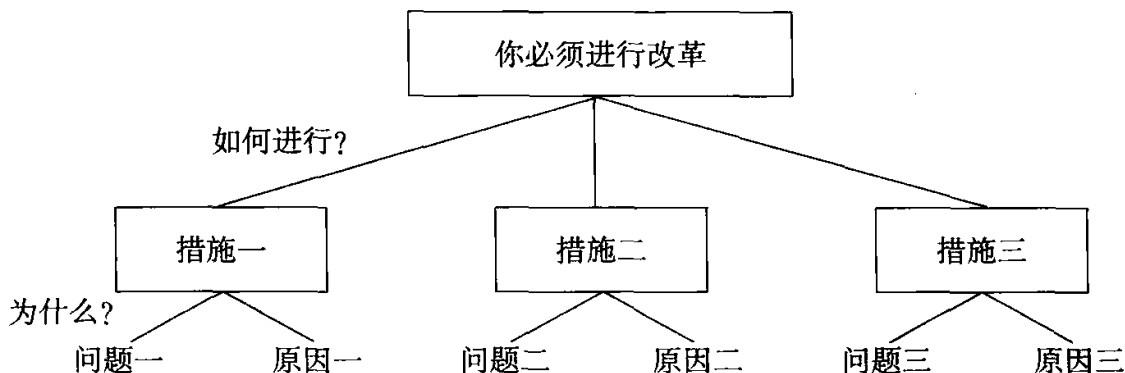 你必须进行改革
如何进行?
措施一
措施二
措施三
为什么?
问题一
原因一
问题二
原因二
问题三
原因三